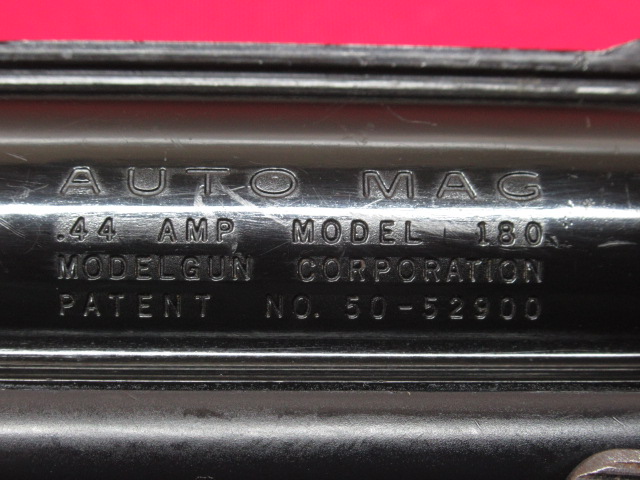 AUTO MAG
.44 AMP MODEL 180
MODELGUN CORPORATION
PATENT NO. 50-52900